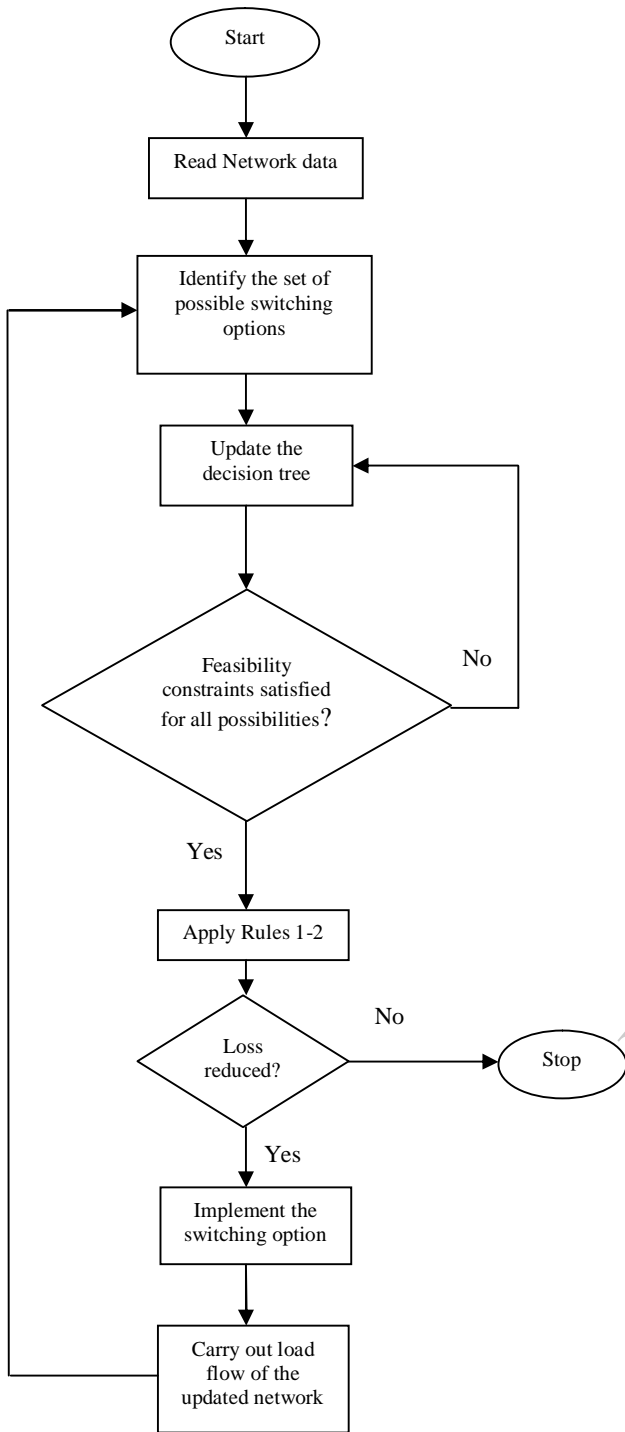 Start
Read Network data
Identify the set of
possible switching
options
Update the
decision tree
Feasibility
constraints satisfied
for all possibilities?
No
Yes
Apply Rules 1-2
Loss
reduced?
No
Stop
Yes
Implement the
switching option
Carry out load
flow of the
updated network